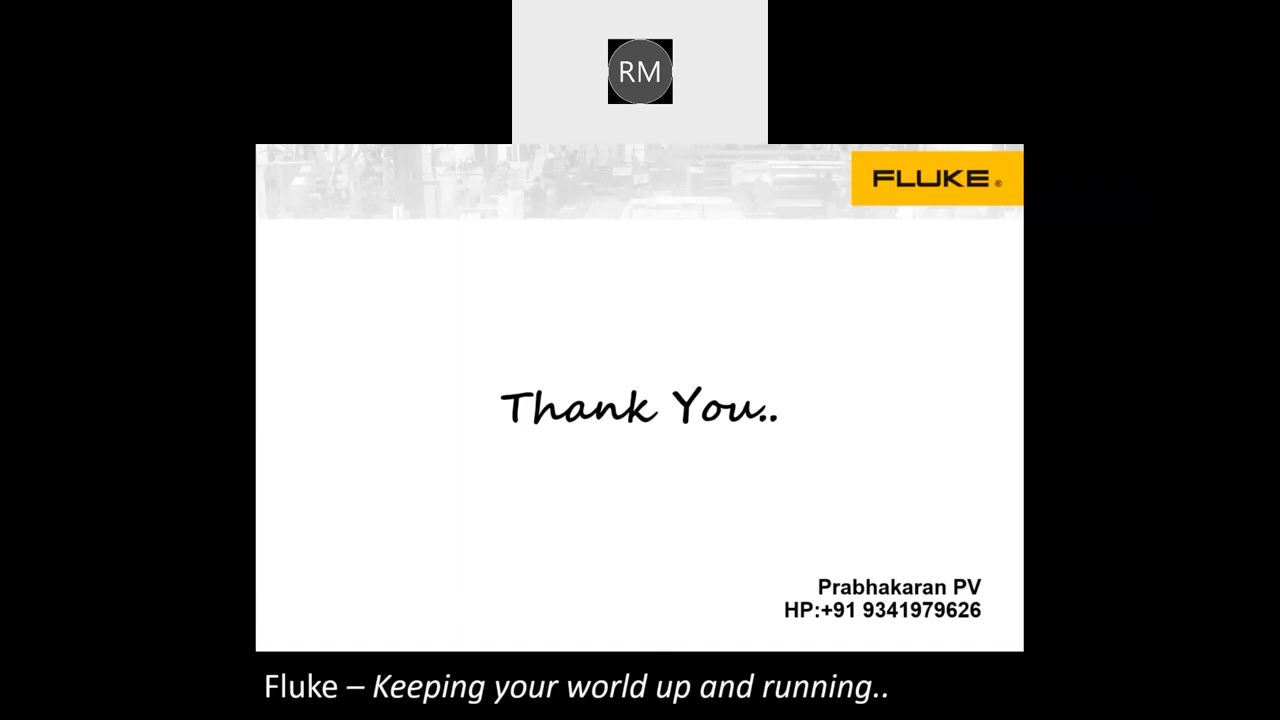 RM
FLUKE®
Thank You..
Prabhakaran PV
HP:+91 9341979626
Fluke – Keeping your world up and running..